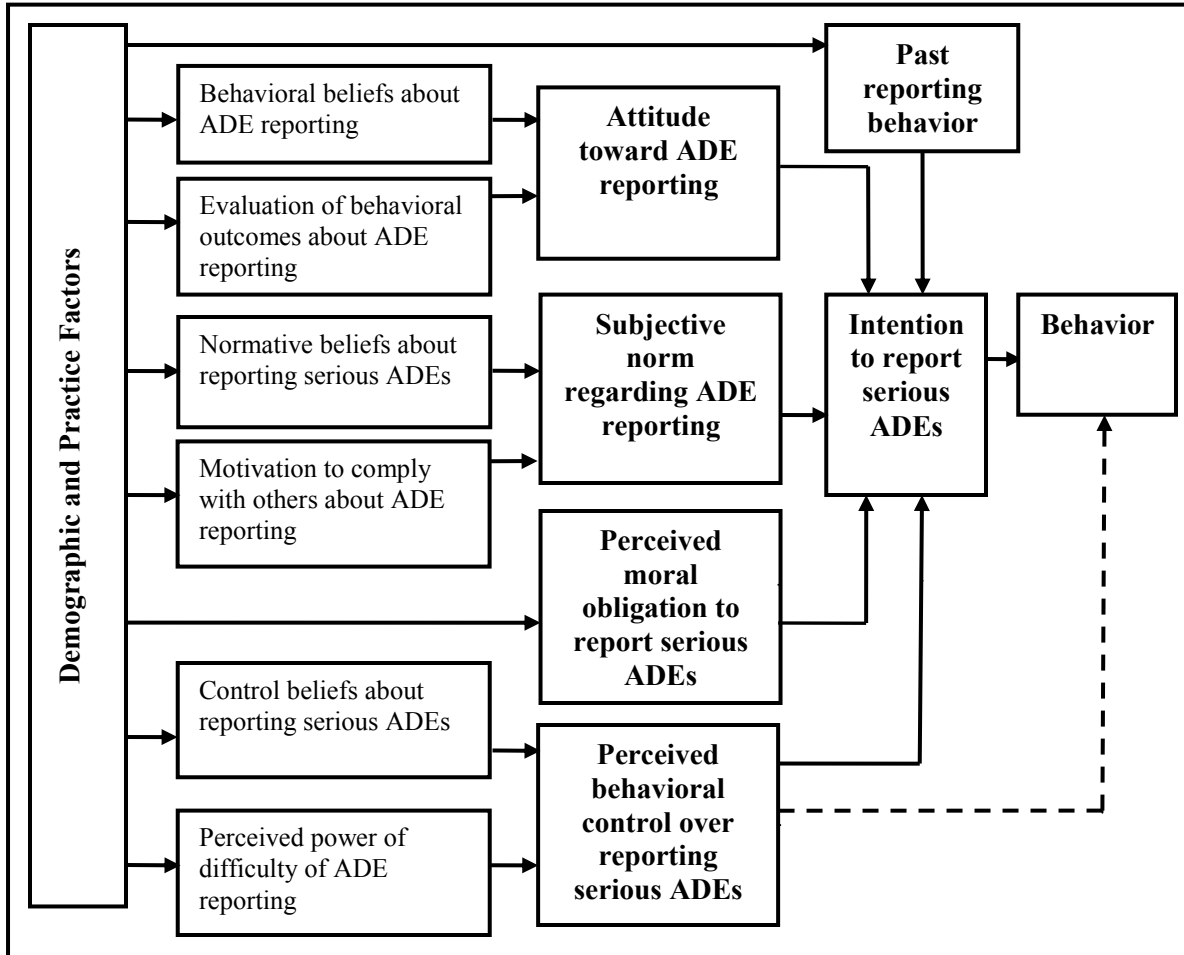 Demographic and Practice Factors
Behavioral beliefs about
ADE reporting
Evaluation of behavioral
outcomes about ADE
reporting
Normative beliefs about
reporting serious ADEs
Motivation to comply
with others about ADE
reporting
Control beliefs about
reporting serious ADEs
Perceived power of
difficulty of ADE
reporting
Attitude
toward ADE
reporting
Subjective
norm
regarding ADE
reporting
Perceived
moral
obligation to
report serious
ADEs
Perceived
behavioral
control over
reporting
serious ADEs
Past
reporting
behavior
Intention
to report
serious
ADEs
Behavior